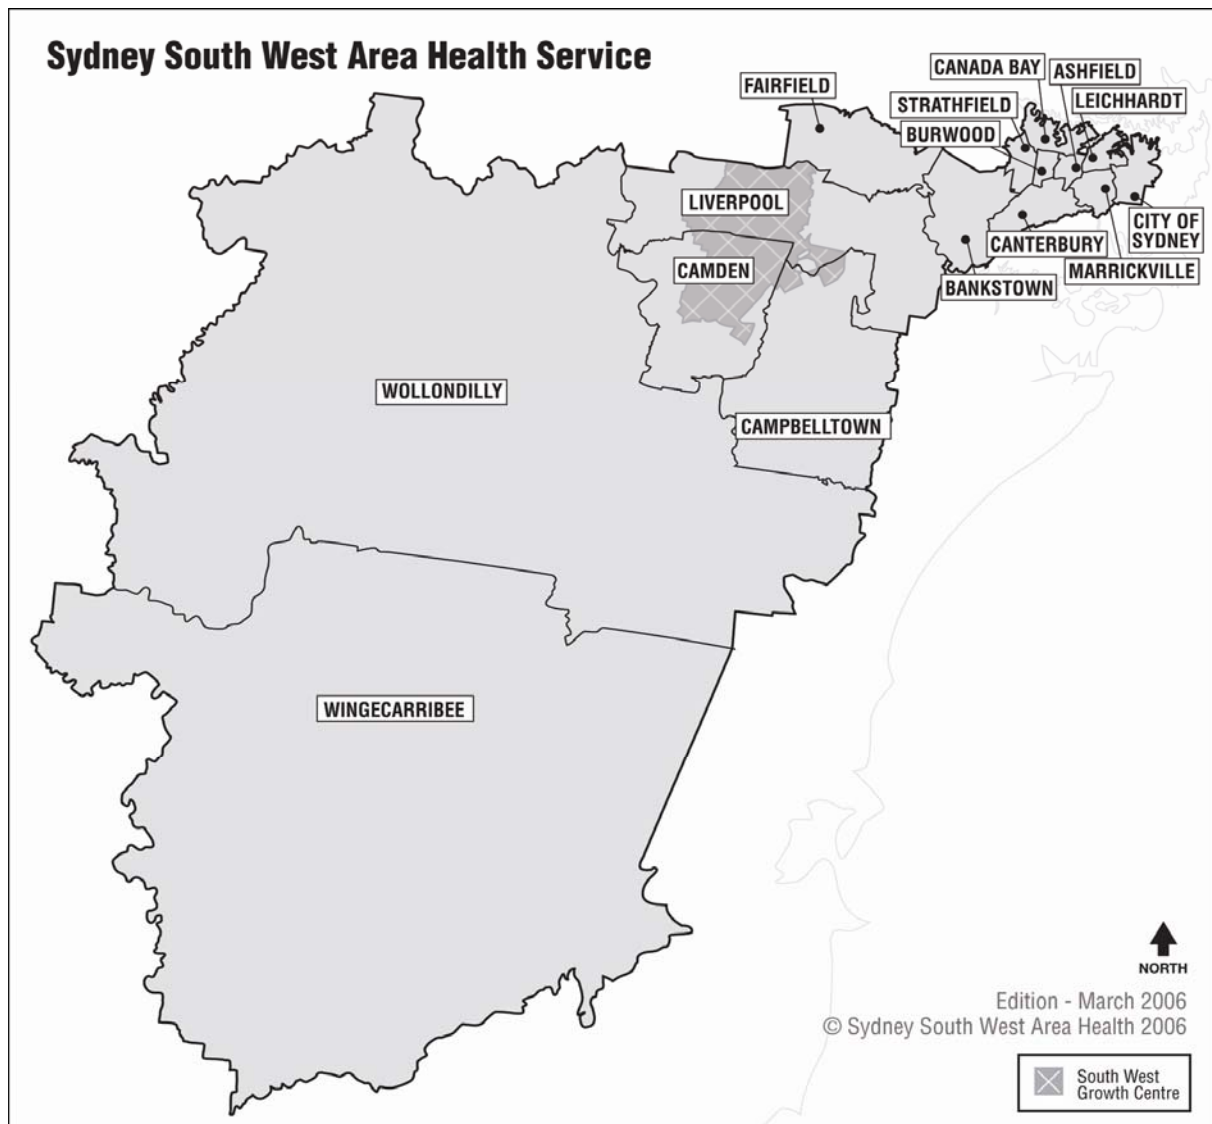 Sydney South West Area Health Service
CANADA BAY
ASHFIELD
FAIRFIELD
STRATHFIELD
LEICHHARDT
BURWOOD
LIVERPOOL
CITY OF
SYDNEY
CANTERBURY
CAMDEN
MARRICKVILLE
BANKSTOWN
WOLLONDILLY
CAMPBELLTOWN
WINGECARRIBEE
NORTH
Edition - March 2006
© Sydney South West Area Health 2006
South West
Growth Centre